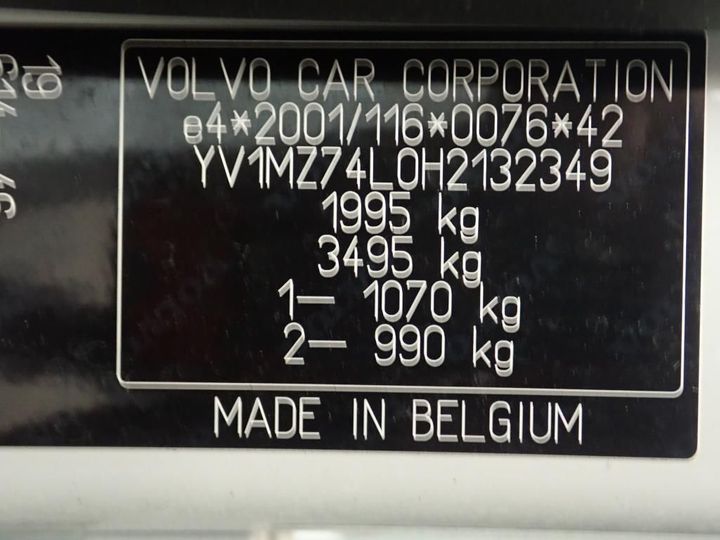 VOLVO CAR CORPORATION
e4*2001/116*0076*42
YV1MZ74L0H2132349
1995 kg
3495 kg
1– 1070 kg
2– 990 kg
MADE IN BELGIUM
19